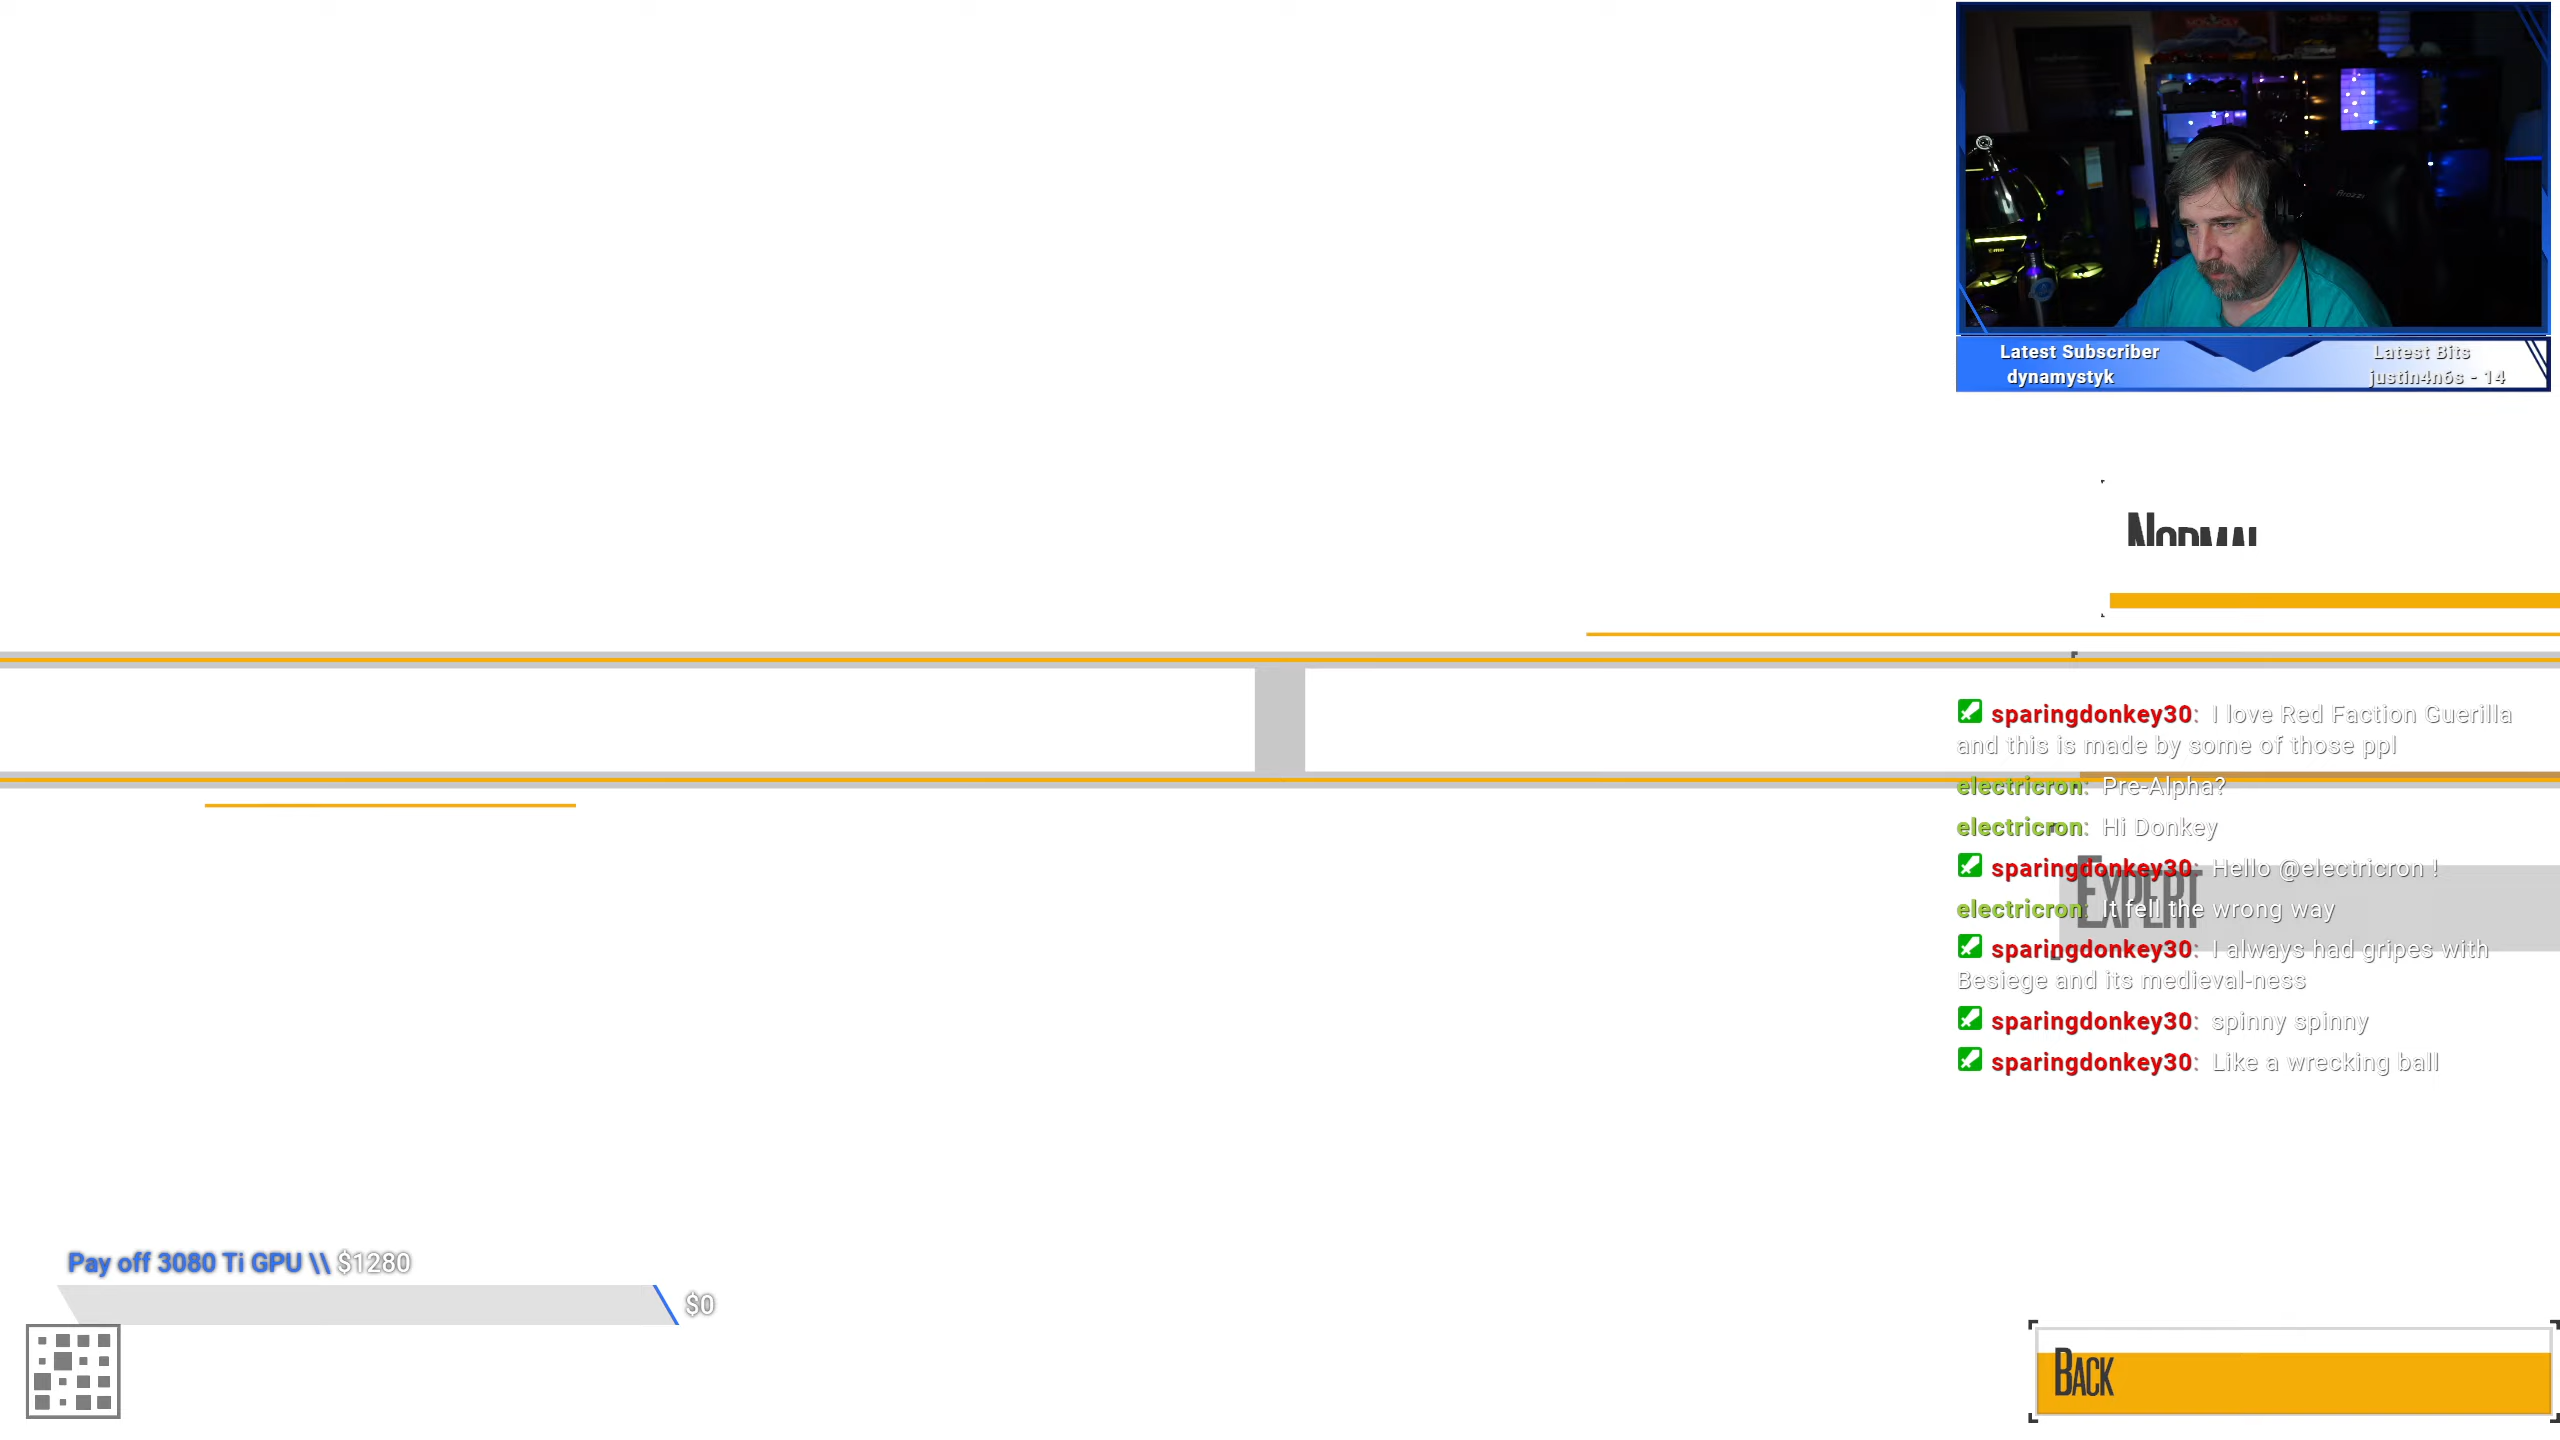 Latest Subscriber
dynamystyk
Latest Bits
justin4n6s - 14
Normal
sparingdonkey30: I love Red Faction Guerilla
and this is made by some of those ppl
electricron: Pre-Alpha?
electricron: Hi Donkey
sparingdonkey30: Hello @electricron !
Expert
electricron: It fell the wrong way
sparingdonkey30: I always had gripes with
Besiege and its medieval-ness
sparingdonkey30: spinny spinny
sparingdonkey30: Like a wrecking ball
Pay off 3080 Ti GPU \\ $1280
$0
Back